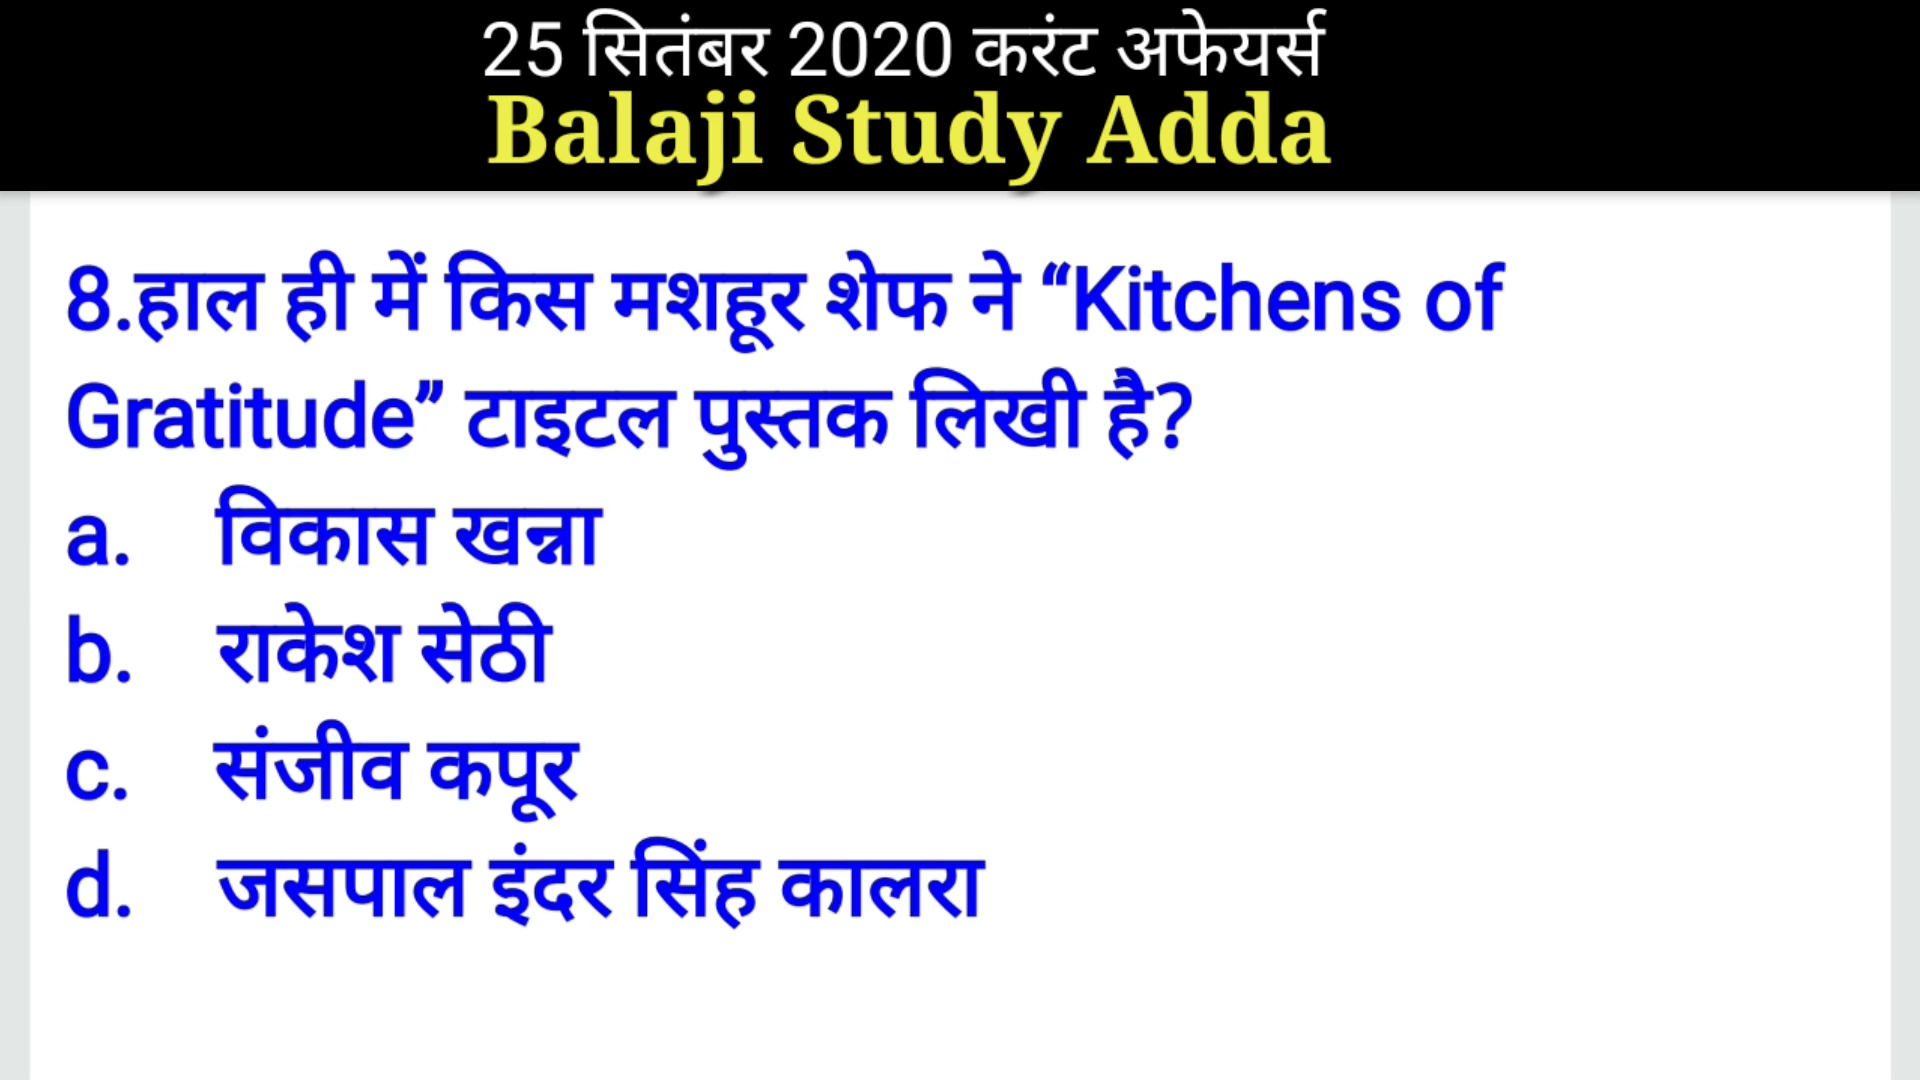 25 सितंबर 2020 करंट अफेयर्स
Balaji Study Adda
8.हाल ही में किस मशहूर शेफ ने “Kitchens of
Gratitude” टाइटल पुस्तक लिखी है?
a. विकास खन्ना
b. राकेश सेठी
c. संजीव कपूर
d. जसपाल इंदर सिंह कालरा